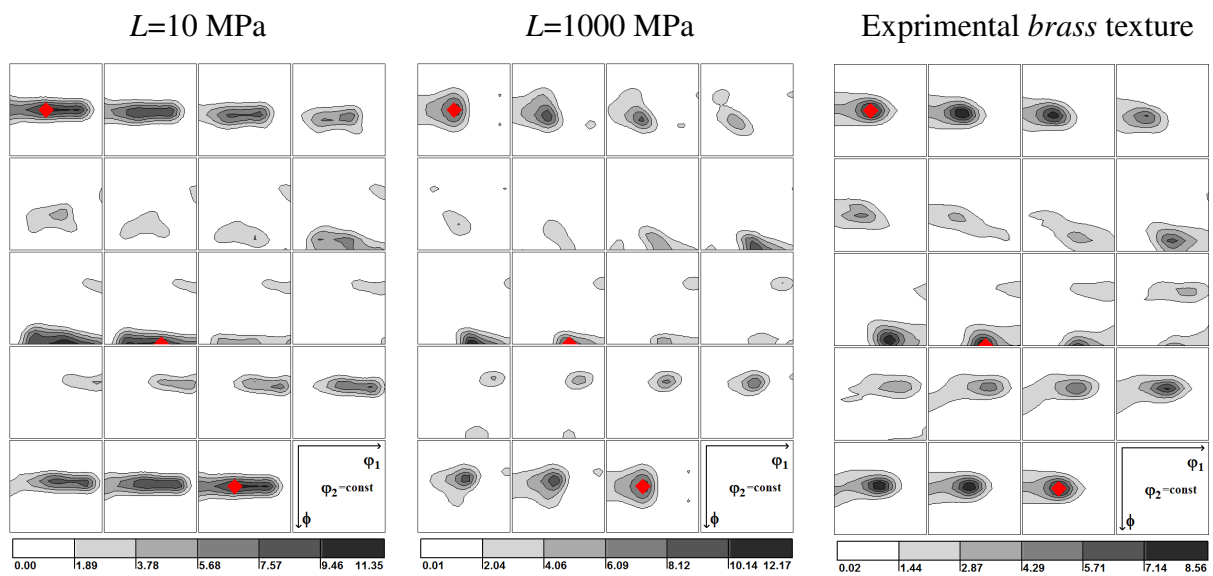 L=10 MPa
L=1000 MPa
Exprimental brass texture
φ1
φ2=const
ϕ
φ1
φ2=const
ϕ
φ1
φ2=const
ϕ
0.00 1.89 3.78 5.68 7.57 9.46 11.35
0.01 2.04 4.06 6.09 8.12 10.14 12.17
0.02 1.44 2.87 4.29 5.71 7.14 8.56